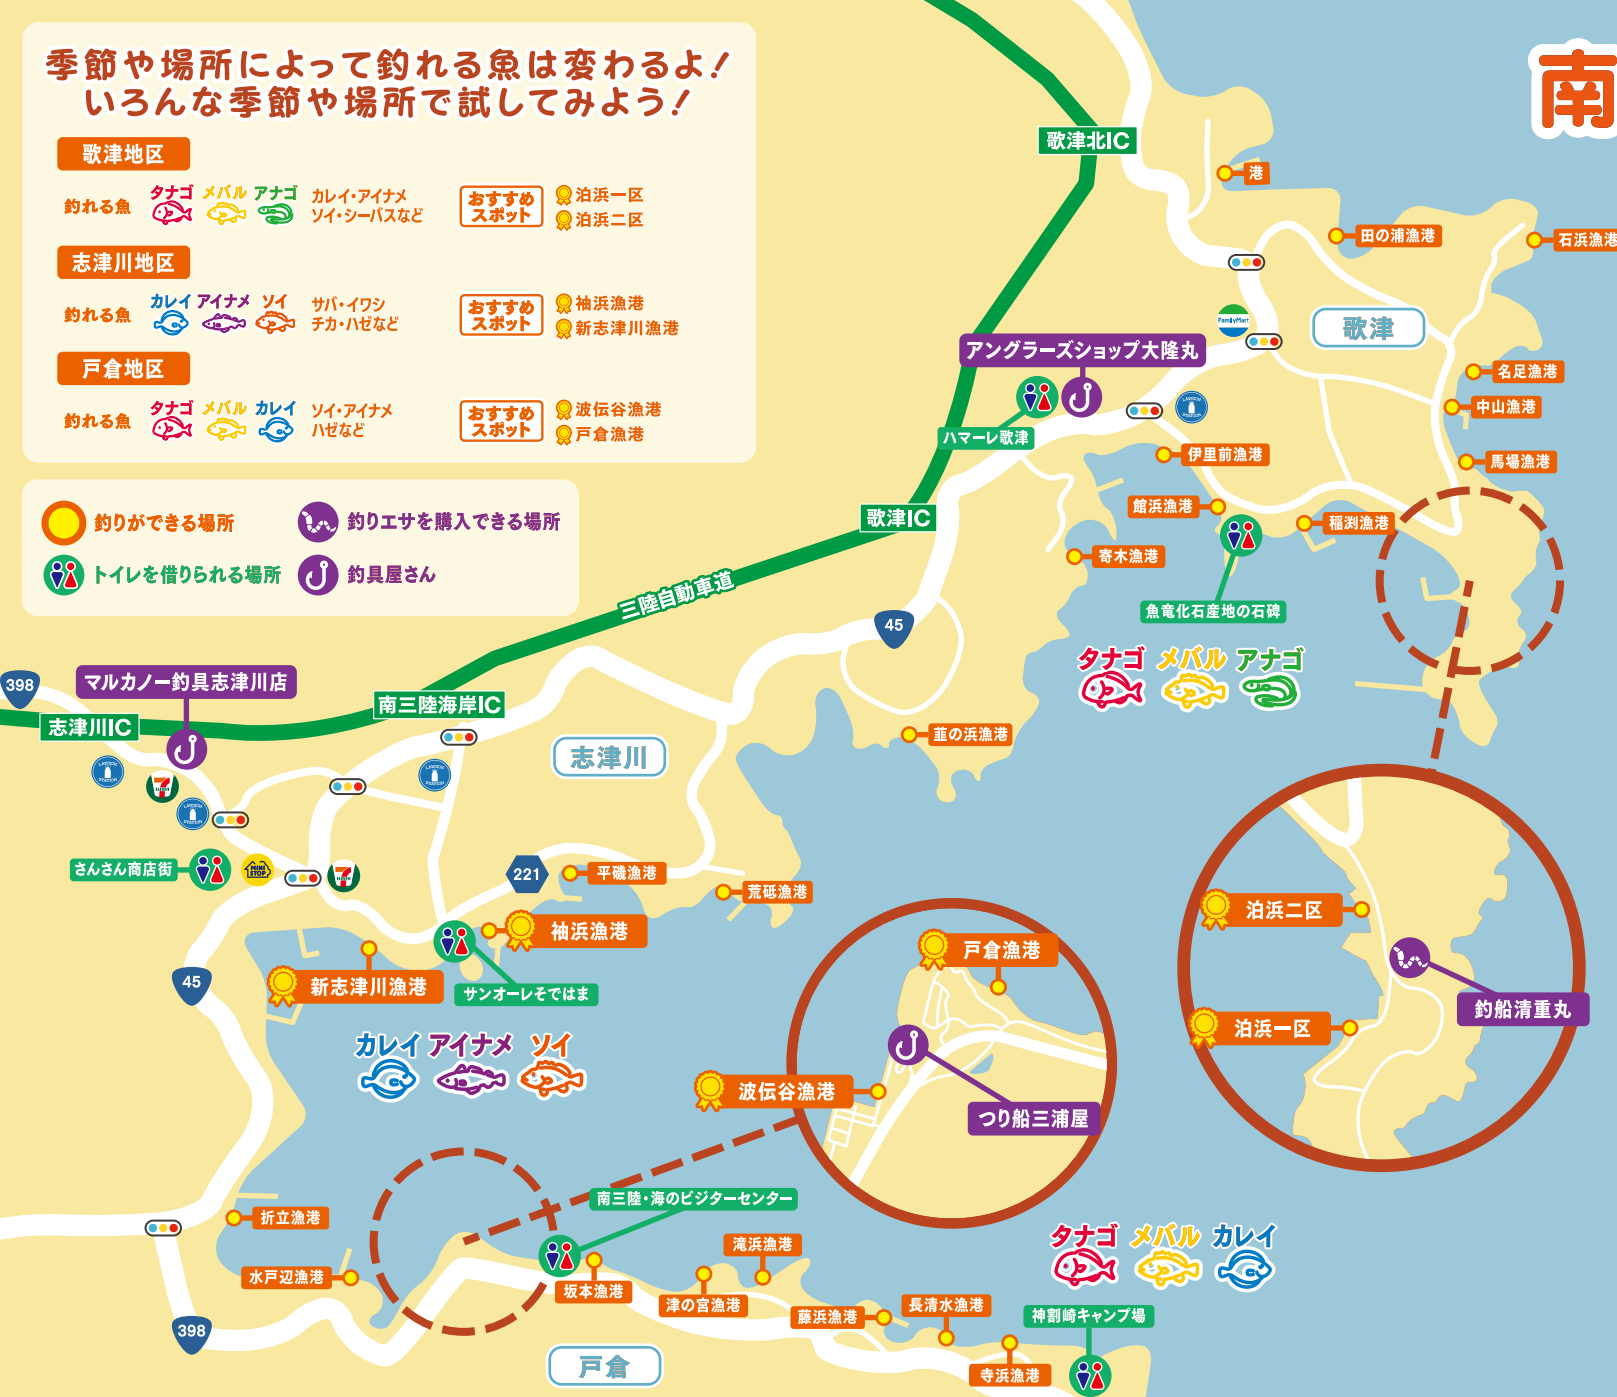 季節や場所によって釣れる魚は変わるよ!
いろんな季節や場所で試してみよう!
歌津地区
釣れる魚
タナゴ
メバル
アナゴ
カレイ・アイナメ
ソイ・シーバスなど
おすすめ
スポット
泊浜一区
泊浜二区
志津川地区
釣れる魚
カレイ
アイナメ
ソイ
サバ・イワシ
チカ・ハゼなど
おすすめ
スポット
袖浜漁港
新志津川漁港
戸倉地区
釣れる魚
タナゴ
メバル
カレイ
ソイ・アイナメ
ハゼなど
おすすめ
スポット
波伝谷漁港
戸倉漁港
釣りができる場所
釣りエサを購入できる場所
トイレを借りられる場所
釣具屋さん
南
歌津北IC
港
田の浦漁港
石浜漁港
FamilyMart
歌津
アングラーズショップ大隆丸
名足漁港
中山漁港
ハマーレ歌津
LAWSON
STATION
伊里前漁港
馬場漁港
館浜漁港
歌津IC
稲渕漁港
寄木漁港
三陸自動車道
魚竜化石産地の石碑
45
タナゴ
メバル
アナゴ
398
マルカノー釣具志津川店
南三陸海岸IC
志津川IC
韮の浜漁港
志津川
LAWSON
STATION
LAWSON
STATION
7
ELEVEN
LAWSON
STATION
さんさん商店街
MINI
STOP
7
ELEVEN
221
平磯漁港
荒砥漁港
袖浜漁港
泊浜二区
戸倉漁港
45
新志津川漁港
サンオーレそではま
釣船清重丸
泊浜一区
カレイ
アイナメ
ソイ
波伝谷漁港
つり船三浦屋
南三陸・海のビジターセンター
折立漁港
滝浜漁港
タナゴ
メバル
カレイ
水戸辺漁港
坂本漁港
津の宮漁港
藤浜漁港
長清水漁港
神割崎キャンプ場
398
戸倉
寺浜漁港